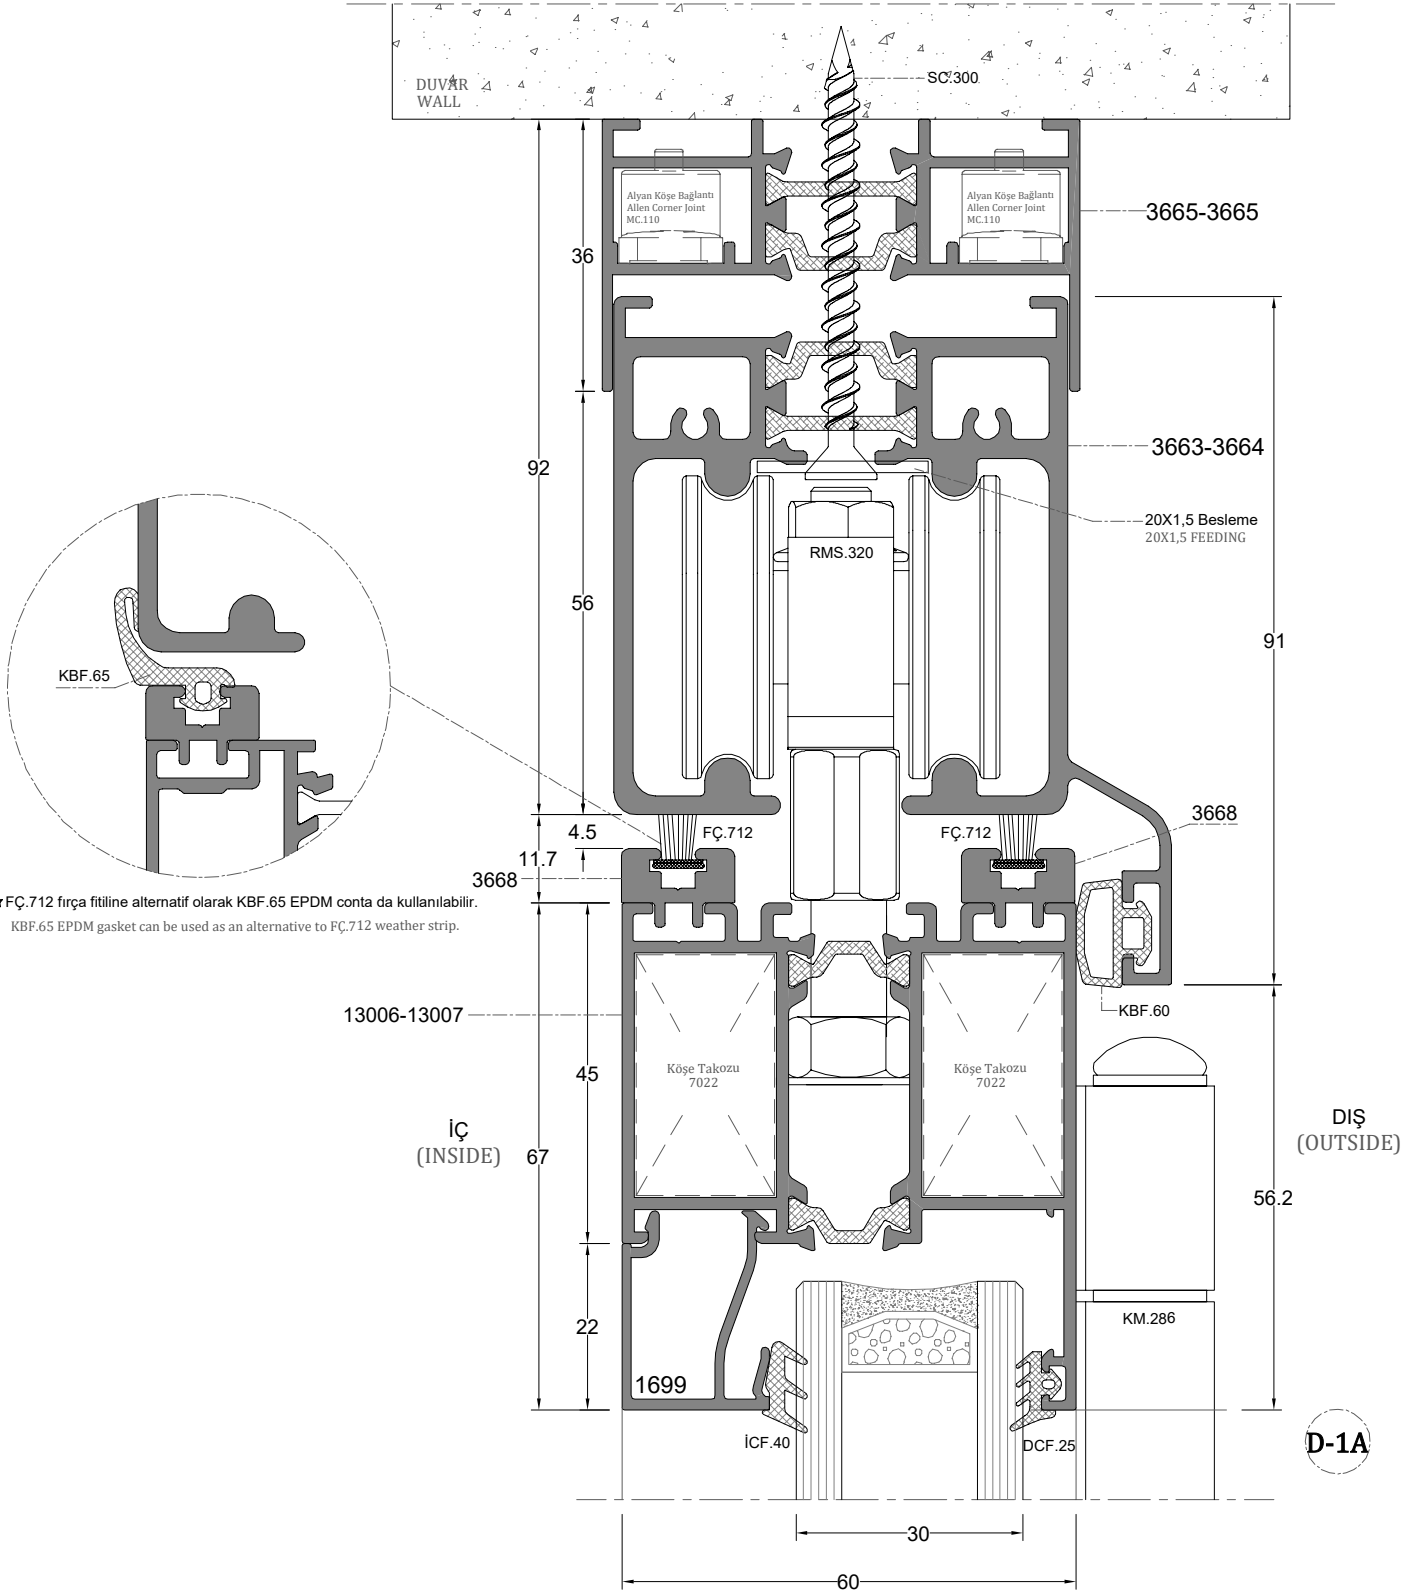 DUVAR
WALL
SC.300
Alyan Köşe Bağlantı
Allen Corner Joint
MC.110
Alyan Köşe Bağlantı
Allen Corner Joint
MC.110
3665-3665
36
3663-3664
92
20X1,5 Besleme
20X1,5 FEEDING
RMS.320
56
91
KBF.65
4.5
FÇ.712
FÇ.712
3668
11.7
3668
FÇ.712 fırça fitiline alternatif olarak KBF.65 EPDM conta da kullanılabilir.
KBF.65 EPDM gasket can be used as an alternative to FÇ.712 weather strip.
13006-13007
KBF.60
Köşe Takozu
7022
Köşe Takozu
7022
45
İÇ
(INSIDE)
67
DIŞ
(OUTSIDE)
56.2
22
KM.286
1699
İCF.40
DCF.25
D-1A
30
60